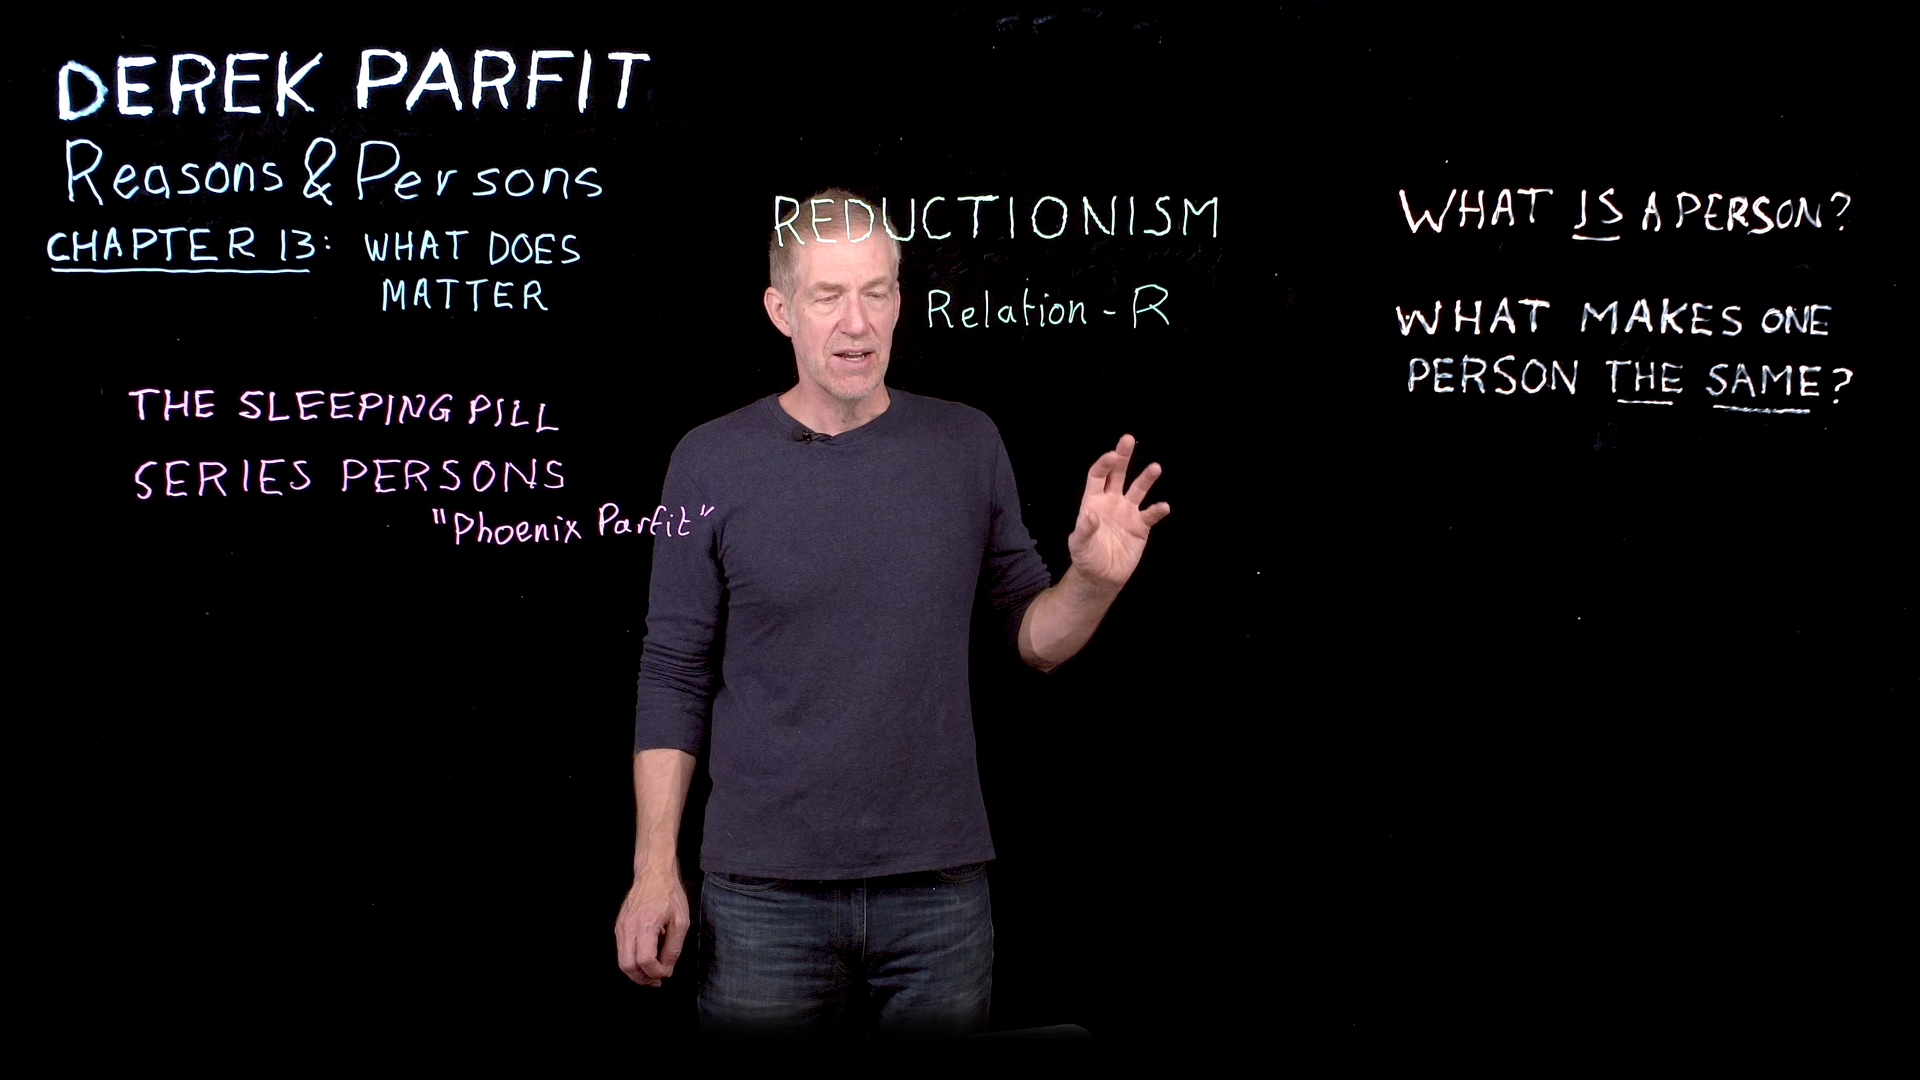 DEREK PARFIT
Reasons & Persons
CHAPTER 13: WHAT DOES
MATTER
THE SLEEPING PILL
SERIES PERSONS
"Phoenix Parfit"
REDUCTIONISM
Relation - R
WHAT IS A PERSON?
WHAT MAKES ONE
PERSON THE SAME?